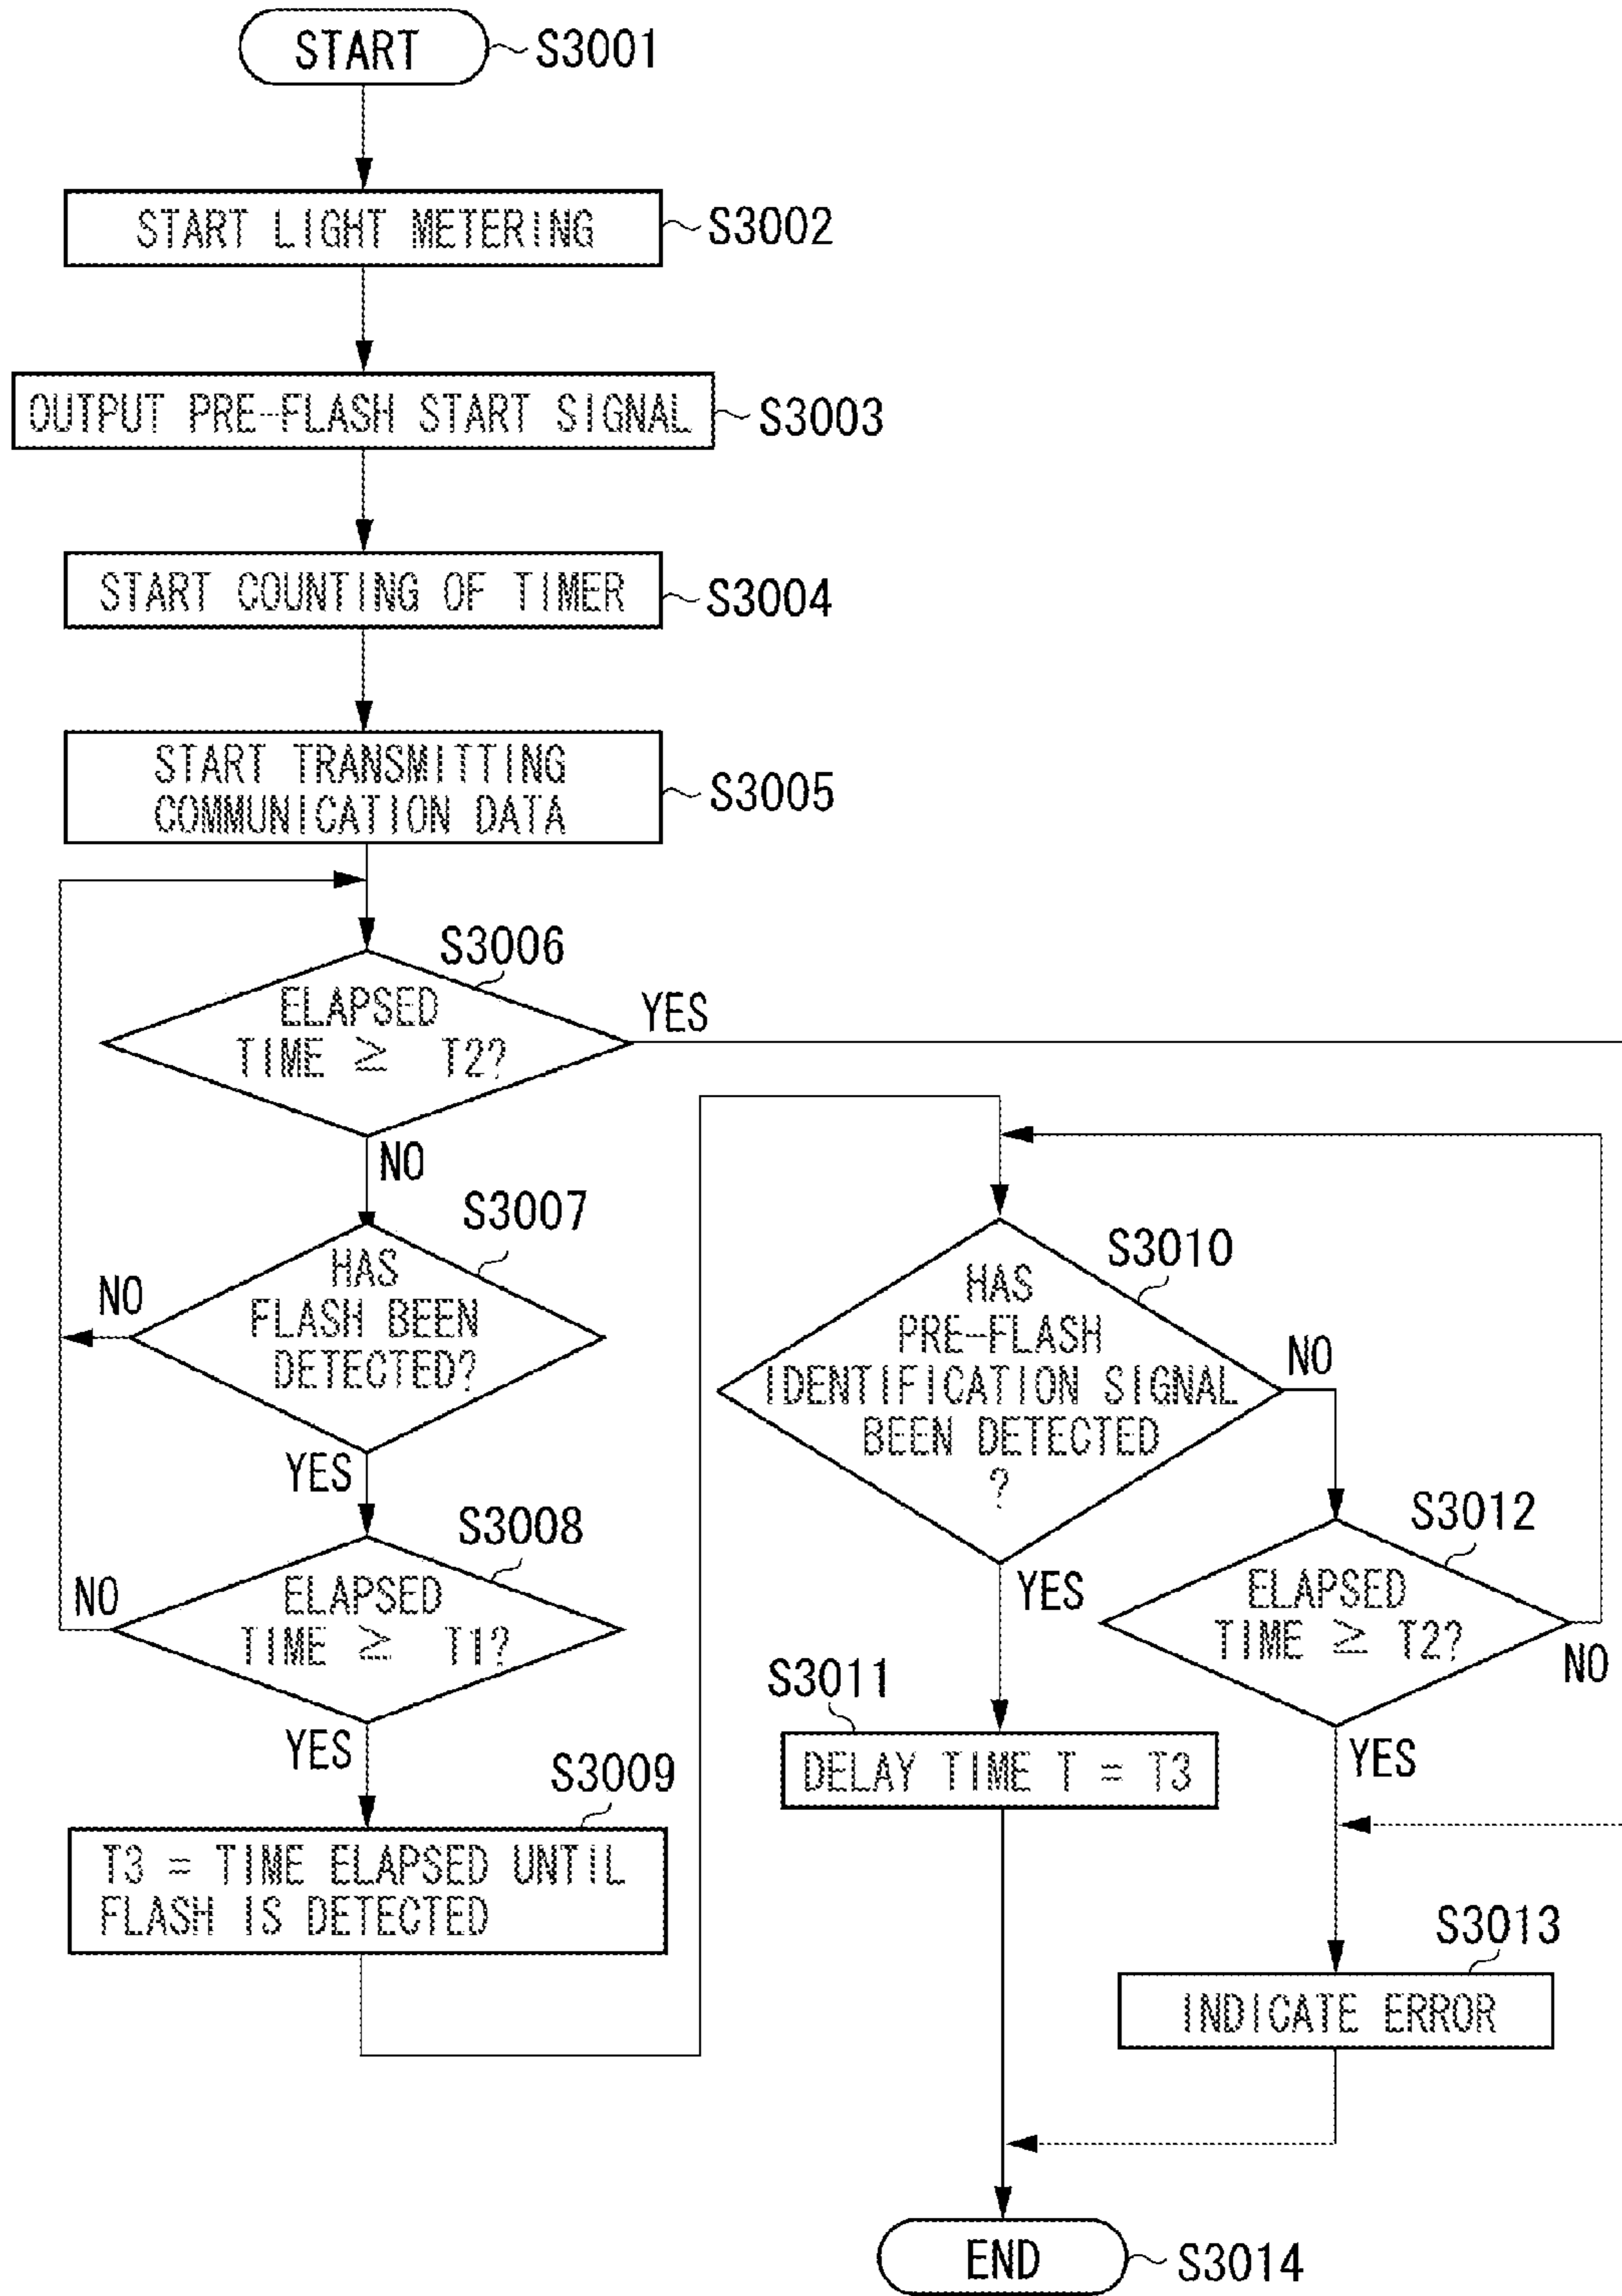 START
S3001
START LIGHT METERING
S3002
OUTPUT PRE-FLASH START SIGNAL
S3003
START COUNTING OF TIMER
S3004
START TRANSMITTING
COMMUNICATION DATA
S3005
S3006
ELAPSED
TIME ≧ T2?
YES
NO
S3007
HAS
FLASH BEEN
DETECTED?
NO
YES
S3008
ELAPSED
TIME ≧ T1?
NO
YES
S3009
T3 = TIME ELAPSED UNTIL
FLASH IS DETECTED
S3010
HAS
PRE-FLASH
IDENTIFICATION SIGNAL
BEEN DETECTED
?
NO
YES
S3011
DELAY TIME T = T3
S3012
ELAPSED
TIME ≧ T2?
NO
YES
S3013
INDICATE ERROR
END
S3014